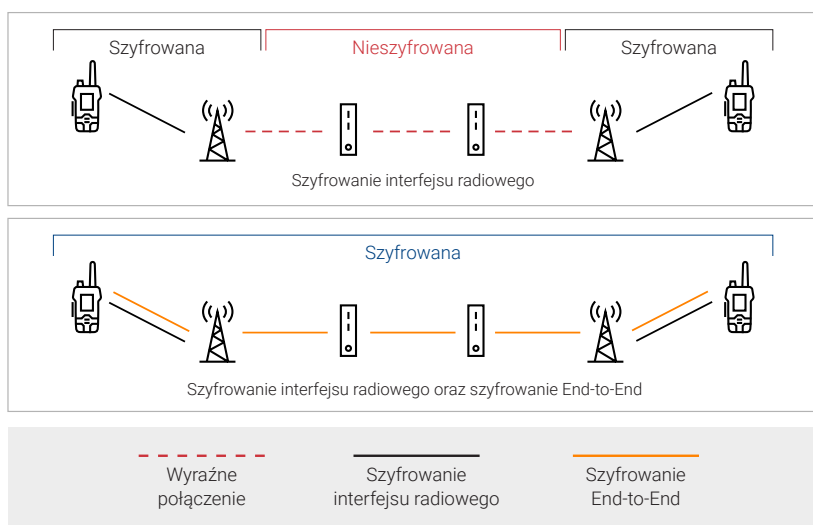 Szyfrowana Nieszyfrowana Szyfrowana
Szyfrowanie interfejsu radiowego
Szyfrowana
Szyfrowanie interfejsu radiowego oraz szyfrowanie End-to-End
Wyraźne
połączenie
Szyfrowanie
interfejsu radiowego
Szyfrowanie
End-to-End